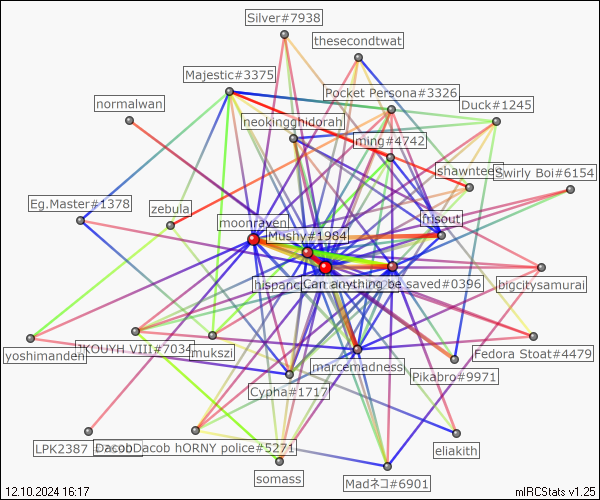 Silver#7938
thesecondtwat
Majestic#3375
Pocket Persona#3326
normalwan
Duck#1245
neokingghidorah
ming#4742
shawntee
Swirly Boi#6154
Eg.Master#1378
zebula
moonraven
frisout
Mushy#1984
hispanic
Can anything be saved#0396
bigcitysamurai
yoshimanden
JKOUYH VIII#7034
mukszi
marcemadness
Fedora Stoat#4479
Pikabro#9971
Cypha#1717
LPK2387
DacobDacob hORNY police#5271
eliakith
somass
Madネコ#6901
12.10.2024 16:17
mIRCStats v1.25